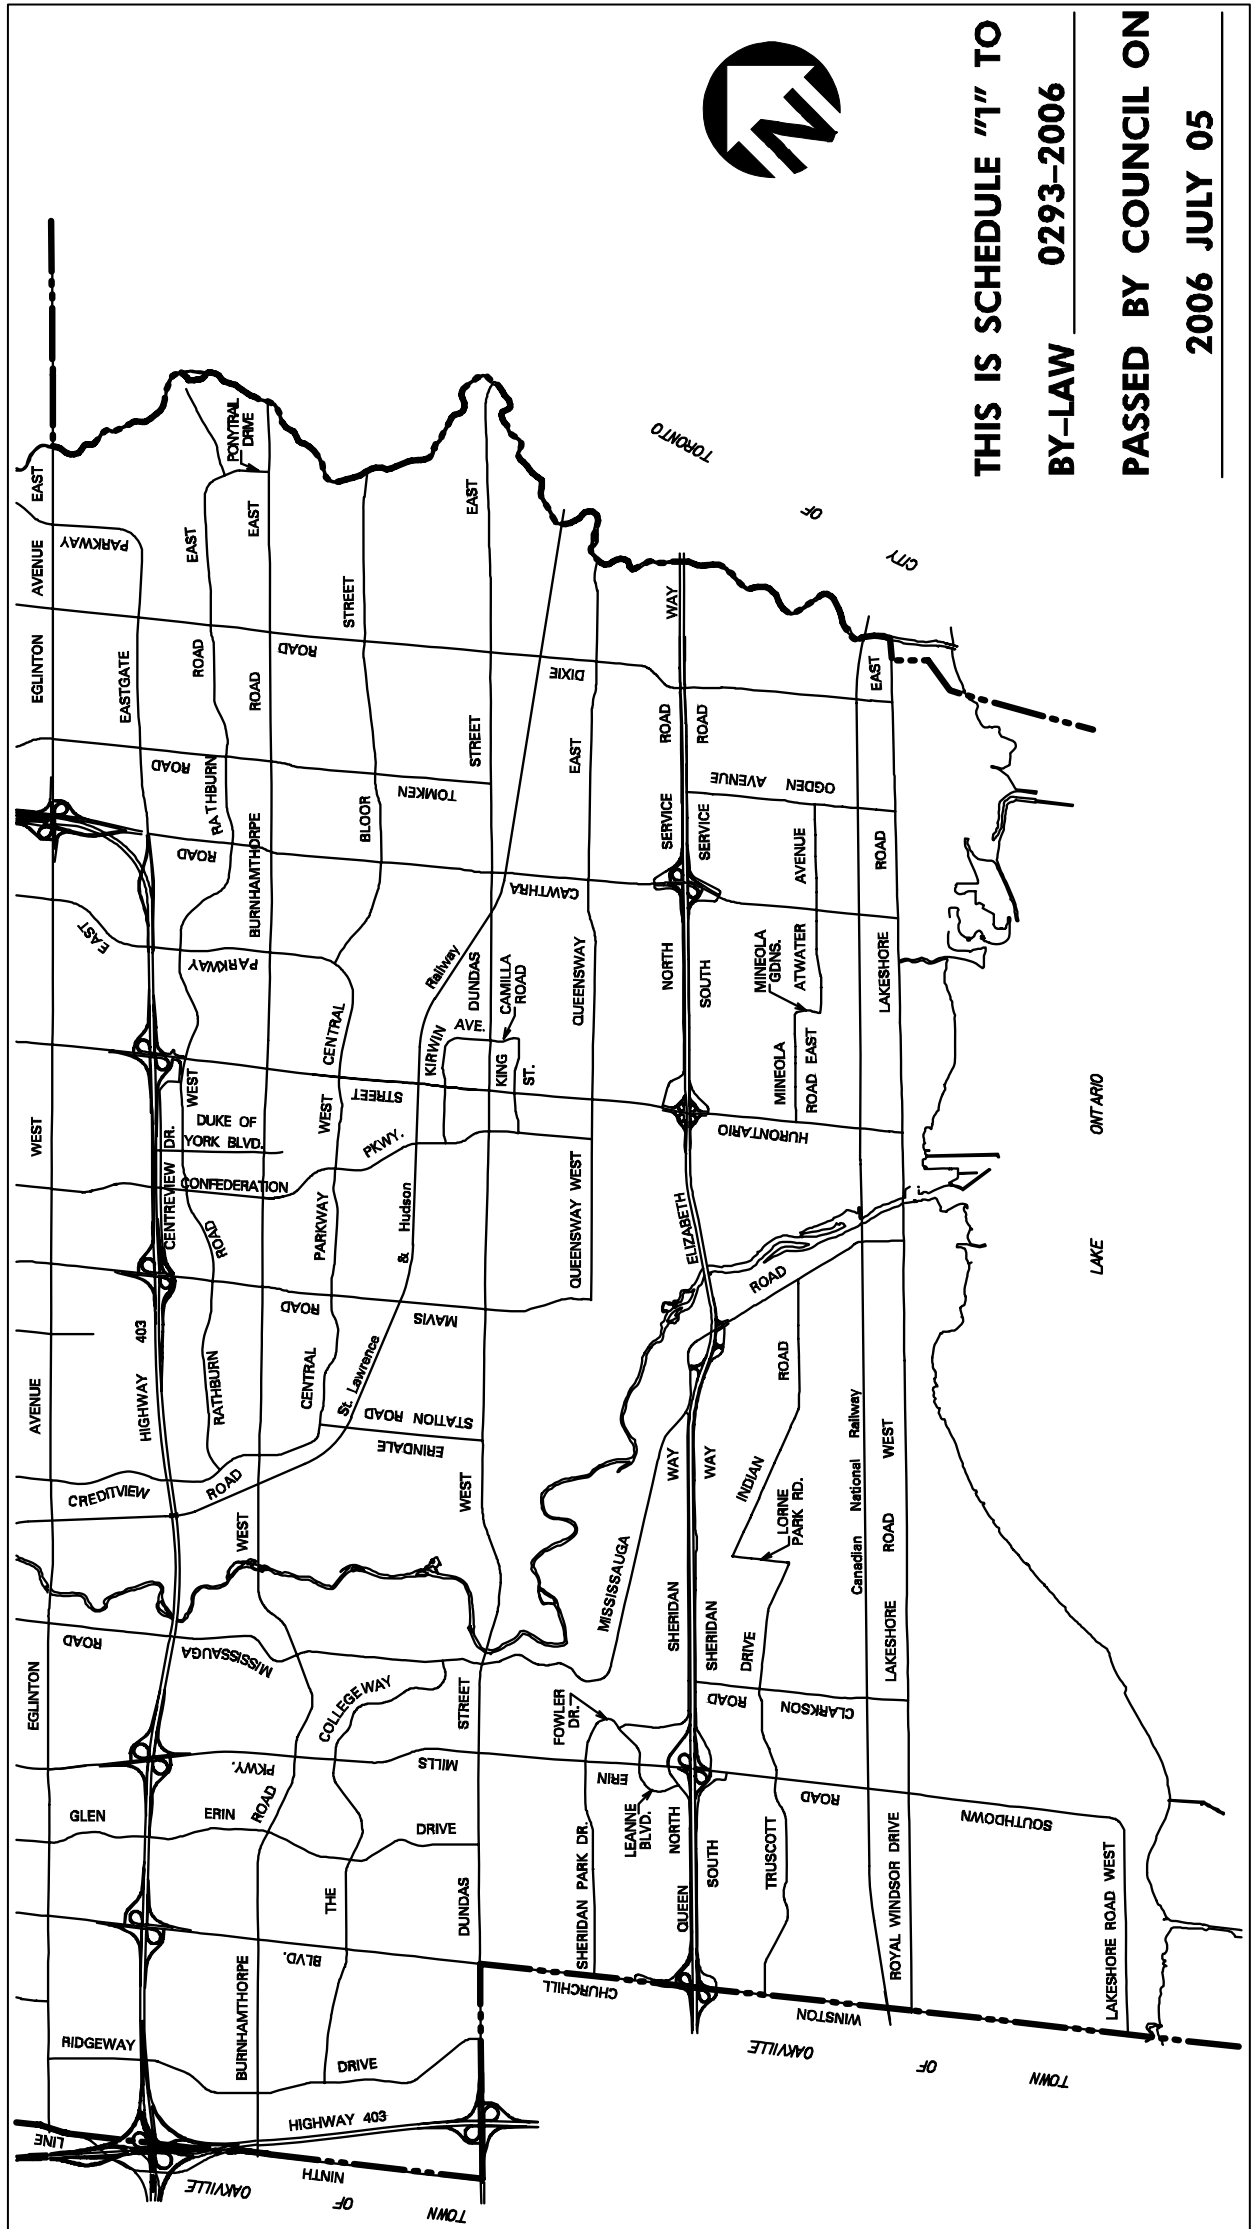 THIS IS SCHEDULE "1" TO
BY-LAW 0293-2006
PASSED BY COUNCIL ON
2006 JULY 05
N
EGLINTON AVENUE EAST
EASTGATE PARKWAY
RATHBURN ROAD EAST
PONYTRAIL
DRIVE
BURNHAMTHORPE ROAD EAST
BLOOR STREET
DUNDAS STREET EAST
QUEENSWAY EAST
DIXIE ROAD
TOMKEN ROAD
CAWTHRA ROAD
CENTRAL PARKWAY EAST
CITY OF TORONTO
NORTH SERVICE ROAD
SOUTH SERVICE ROAD
WAY
OGDEN AVENUE
ATWATER AVENUE
MINEOLA
GDNS.
MINEOLA
ROAD EAST
LAKESHORE ROAD EAST
KIRWIN
AVE.
CAMILLA
ROAD
KING
ST.
Railway
HURONTARIO STREET
DUKE OF
YORK BLVD.
CENTREVIEW DR.
CONFEDERATION PKWY.
EGLINTON AVENUE WEST
HIGHWAY 403
RATHBURN ROAD WEST
CENTRAL PARKWAY WEST
St. Lawrence & Hudson
MAVIS ROAD
QUEENSWAY WEST
ELIZABETH
ERINDALE
STATION ROAD
CREDITVIEW
ROAD
BURNHAMTHORPE ROAD WEST
DUNDAS STREET WEST
MISSISSAUGA ROAD
MISSISSAUGA
ROAD
INDIAN ROAD
LORNE
PARK RD.
NORTH SHERIDAN WAY
SOUTH SHERIDAN WAY
QUEEN
TRUSCOTT DRIVE
CLARKSON ROAD
Canadian National Railway
LAKESHORE ROAD WEST
LAKE ONTARIO
THE COLLEGEWAY
ERIN MILLS PKWY.
GLEN ERIN DRIVE
FOWLER
DR.
LEANNE
BLVD.
SHERIDAN PARK DR.
SOUTHDOWN ROAD
ROYAL WINDSOR DRIVE
LAKESHORE ROAD WEST
WINSTON CHURCHILL BLVD.
RIDGEWAY DRIVE
HIGHWAY 403
NINTH LINE
TOWN OF OAKVILLE
TOWN OF OAKVILLE